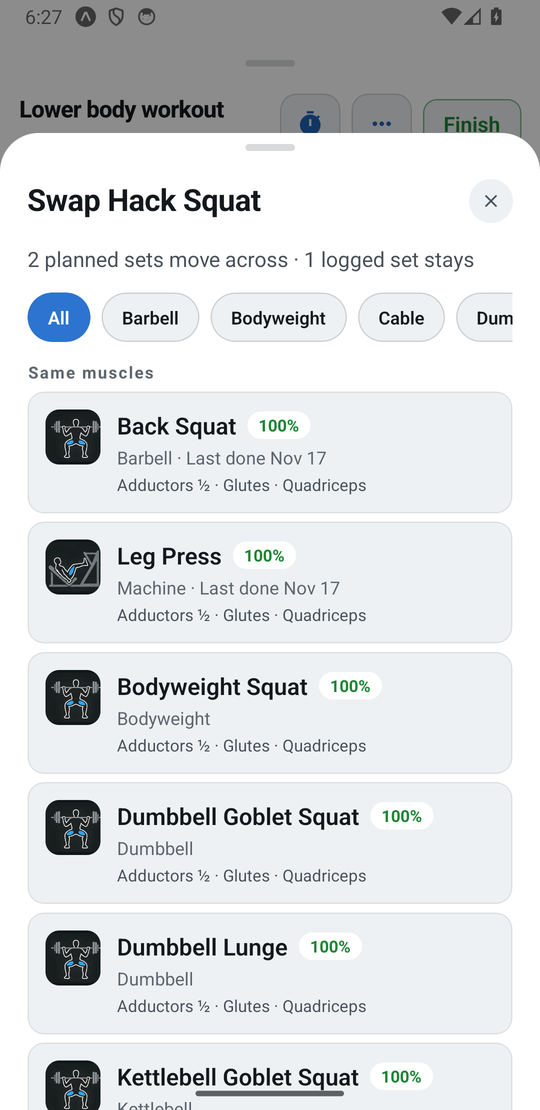 6:27
Lower body workout
Finish
Swap Hack Squat
2 planned sets move across · 1 logged set stays
All
Barbell
Bodyweight
Cable
Dum
Same muscles
Back Squat 100%
Barbell · Last done Nov 17
Adductors ½ · Glutes · Quadriceps
Leg Press 100%
Machine · Last done Nov 17
Adductors ½ · Glutes · Quadriceps
Bodyweight Squat 100%
Bodyweight
Adductors ½ · Glutes · Quadriceps
Dumbbell Goblet Squat 100%
Dumbbell
Adductors ½ · Glutes · Quadriceps
Dumbbell Lunge 100%
Dumbbell
Adductors ½ · Glutes · Quadriceps
Kettlebell Goblet Squat 100%
Kettlebell